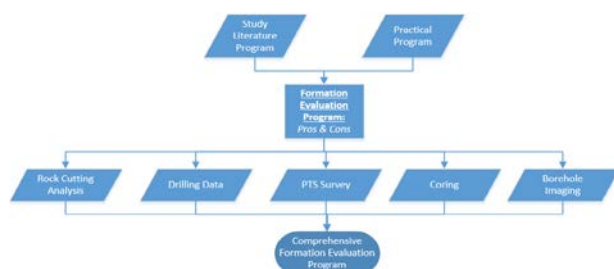 Study
Literature
Program
Practical
Program
Formation
Evaluation
Program:
Pros & Cons
Rock Cutting
Analysis
Drilling Data
PTS Survey
Coring
Borehole
Imaging
Comprehensive
Formation Evaluation
Program